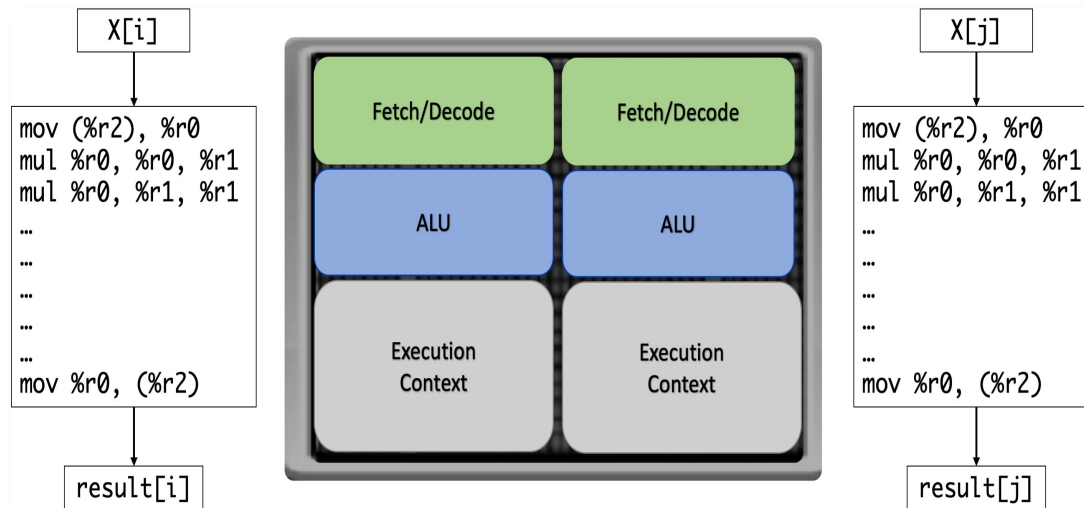 X[i]
mov (%r2), %r0
mul %r0, %r0, %r1
mul %r0, %r1, %r1
…
…
…
…
…
mov %r0, (%r2)
result[i]
Fetch/Decode
Fetch/Decode
ALU
ALU
Execution
Context
Execution
Context
X[j]
mov (%r2), %r0
mul %r0, %r0, %r1
mul %r0, %r1, %r1
…
…
…
…
…
mov %r0, (%r2)
result[j]